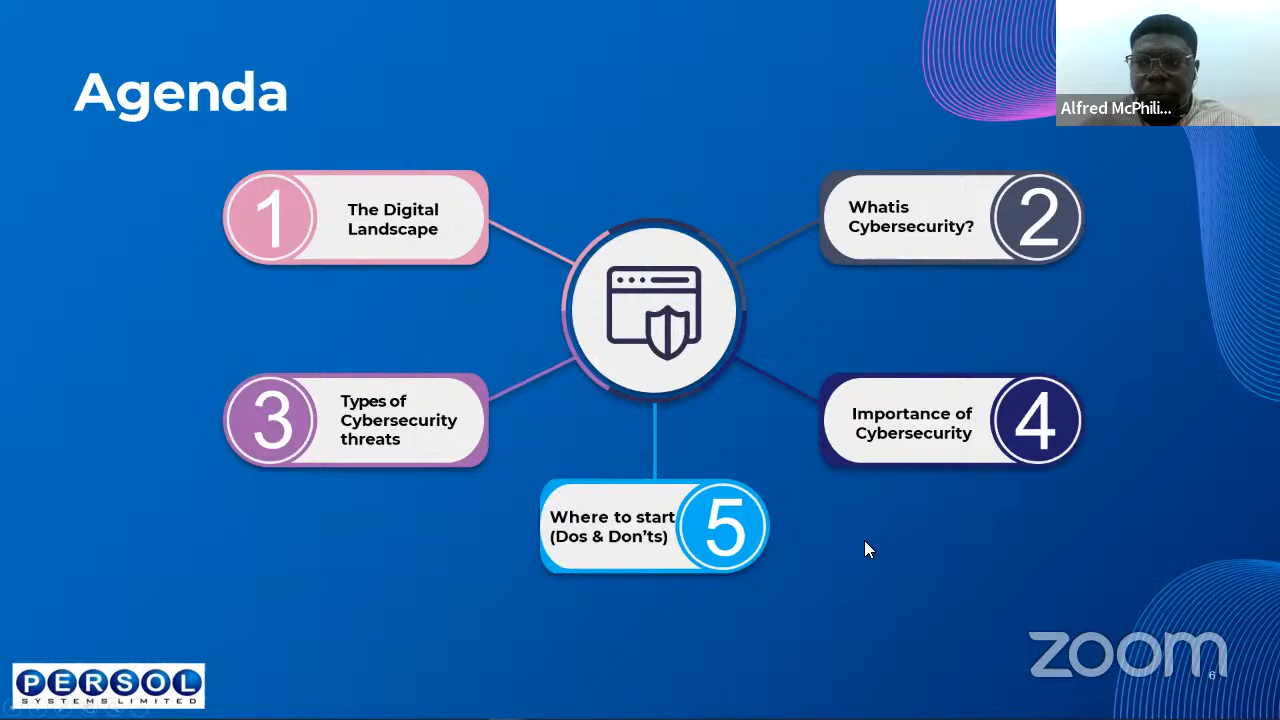 Agenda
Alfred McPhili...
1
The Digital
Landscape
Whatis
Cybersecurity?
2
3
Types of
Cybersecurity
threats
Importance of
Cybersecurity
4
Where to start
(Dos & Don'ts)
5
zoom
6
PERSOL
SYSTEMS LIMITED